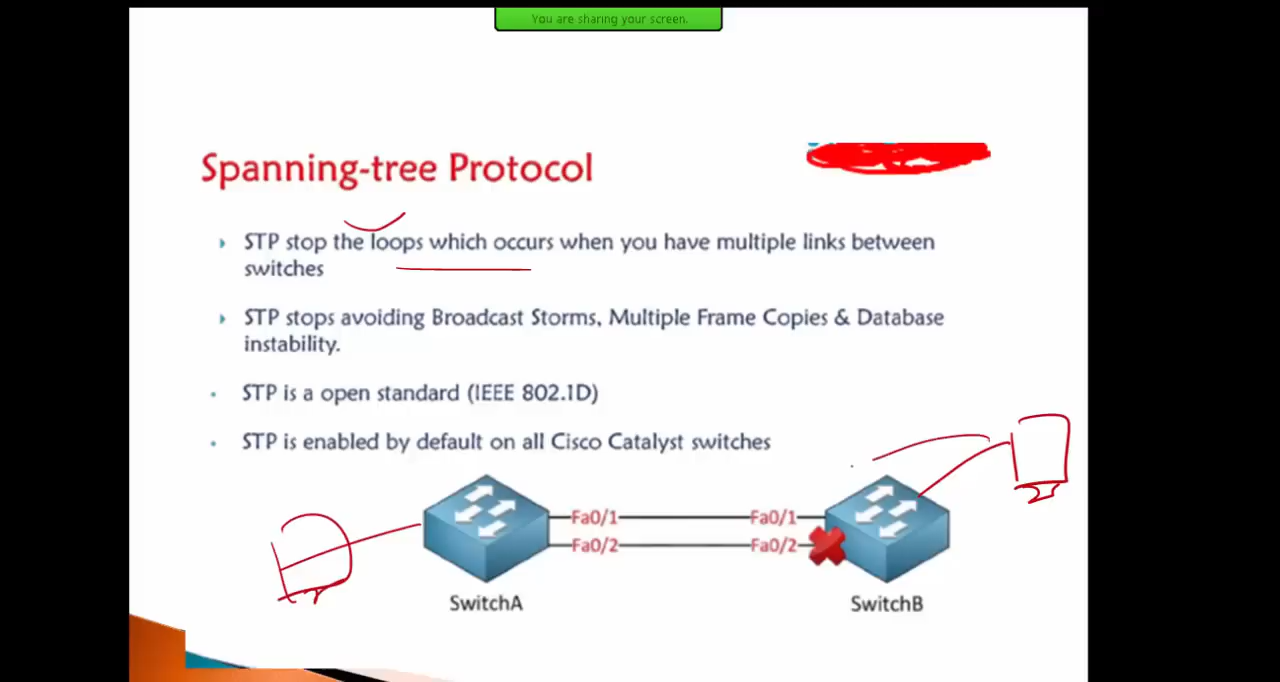 You are sharing your screen.
Spanning-tree Protocol
STP stop the loops which occurs when you have multiple links between
switches
STP stops avoiding Broadcast Storms, Multiple Frame Copies & Database
instability.
STP is a open standard (IEEE 802.1D)
STP is enabled by default on all Cisco Catalyst switches
Fa0/1 Fa0/1
Fa0/2 Fa0/2
SwitchA SwitchB